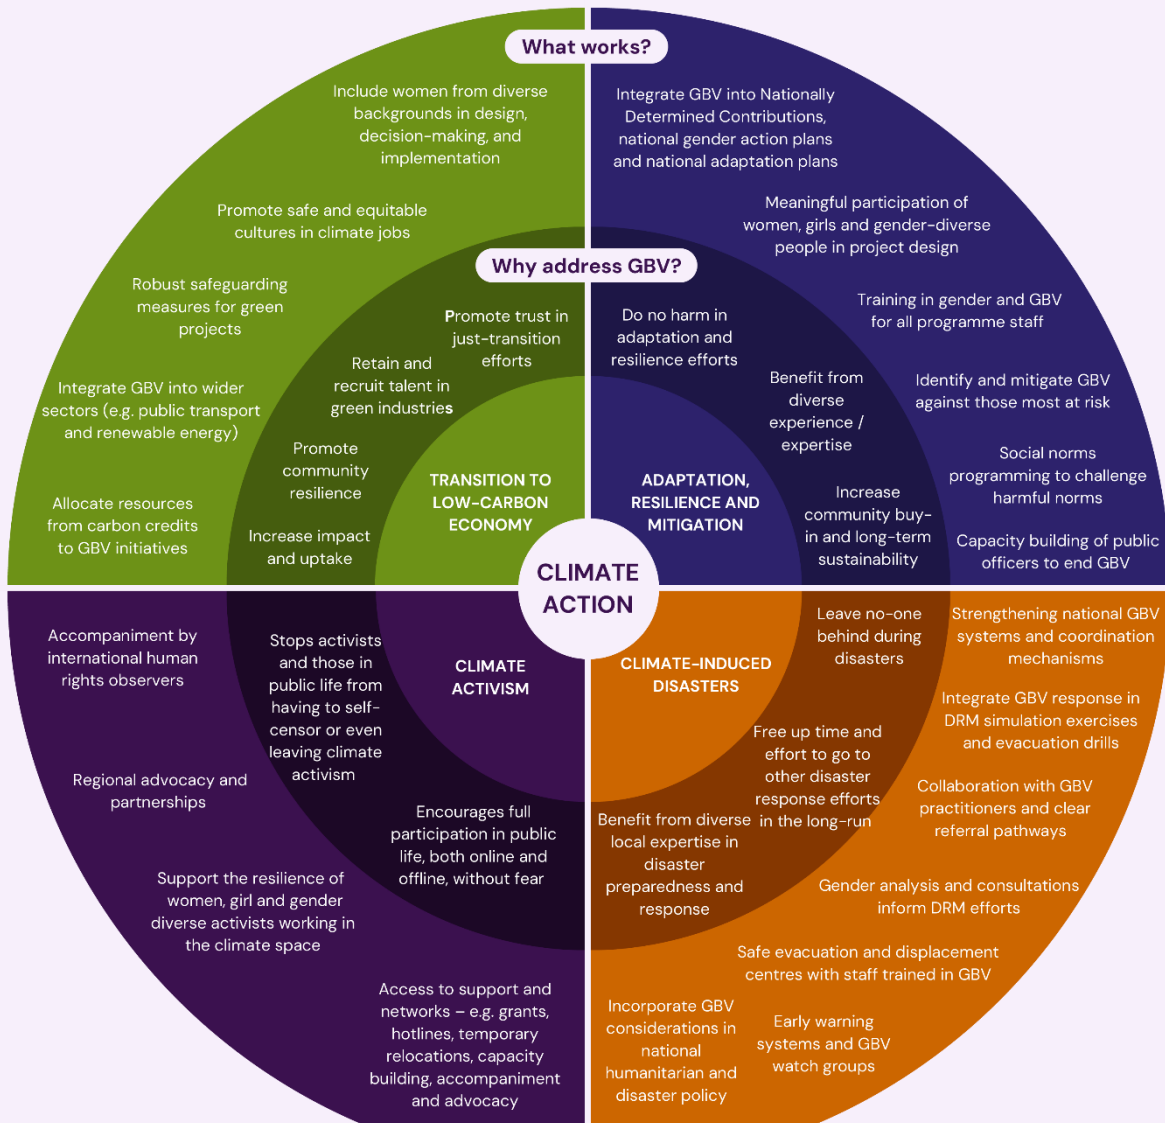 What works?
Include women from diverse
backgrounds in design,
decision-making, and
implementation
Promote safe and equitable
cultures in climate jobs
Robust safeguarding
measures for green
projects
Integrate GBV into wider
sectors (e.g. public transport
and renewable energy)
Allocate resources
from carbon credits
to GBV initiatives
Integrate GBV into Nationally
Determined Contributions,
national gender action plans
and national adaptation plans
Meaningful participation of
women, girls and gender-diverse
people in project design
Training in gender and GBV
for all programme staff
Identify and mitigate GBV
against those most at risk
Social norms
programming to challenge
harmful norms
Capacity building of public
officers to end GBV
Why address GBV?
Promote trust in
just-transition
efforts
Retain and
recruit talent in
green industries
Promote
community
resilience
Increase impact
and uptake
Do no harm in
adaptation and
resilience efforts
Benefit from
diverse
experience /
expertise
Increase
community buy-
in and long-term
sustainability
TRANSITION TO
LOW-CARBON
ECONOMY
ADAPTATION,
RESILIENCE AND
MITIGATION
CLIMATE
ACTION
CLIMATE
ACTIVISM
CLIMATE-INDUCED
DISASTERS
Stops activists
and those in
public life from
having to self-
censor or even
leaving climate
activism
Encourages full
participation in public
life, both online and
offline, without fear
Leave no-one
behind during
disasters
Free up time and
effort to go to
other disaster
response efforts
in the long-run
Benefit from diverse
local expertise in
disaster
preparedness and
response
Accompaniment by
international human
rights observers
Regional advocacy and
partnerships
Support the resilience of
women, girl and gender
diverse activists working in
the climate space
Access to support and
networks – e.g. grants,
hotlines, temporary
relocations, capacity
building, accompaniment
and advocacy
Strengthening national GBV
systems and coordination
mechanisms
Integrate GBV response in
DRM simulation exercises
and evacuation drills
Collaboration with GBV
practitioners and clear
referral pathways
Gender analysis and consultations
inform DRM efforts
Safe evacuation and displacement
centres with staff trained in GBV
Early warning
systems and GBV
watch groups
Incorporate GBV
considerations in
national
humanitarian and
disaster policy